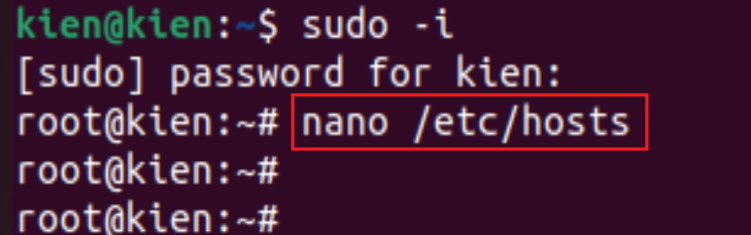 kien@kien:~$ sudo -i
[sudo] password for kien:
root@kien:~# nano /etc/hosts
root@kien:~#
root@kien:~#